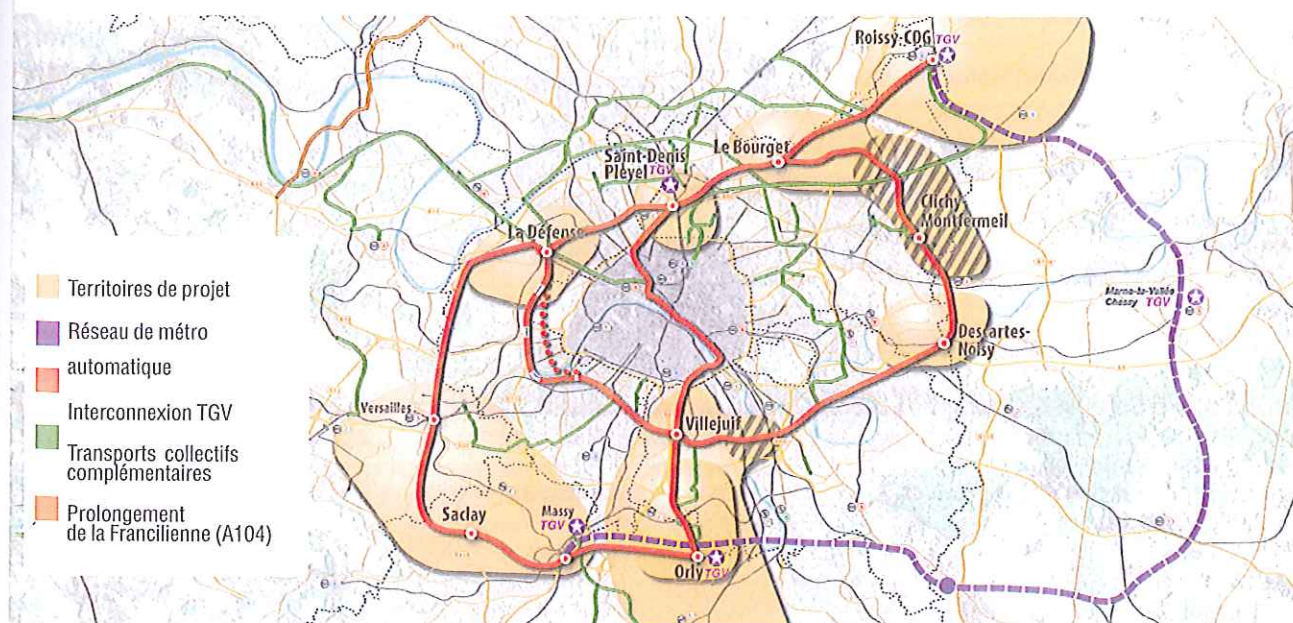 Roissy-CDG TGV
Le Bourget
Saint-Denis
Pleyel TGV
Clichy
Montfermeil
La Défense
Territoires de projet
Marne-la-Vallée
Chessy TGV
Réseau de métro
Descartes-
Noisy
automatique
Interconnexion TGV
Versailles
Villejuif
Transports collectifs
complémentaires
Saclay
Massy
TGV
Prolongement
de la Francilienne (A104)
Orly TGV